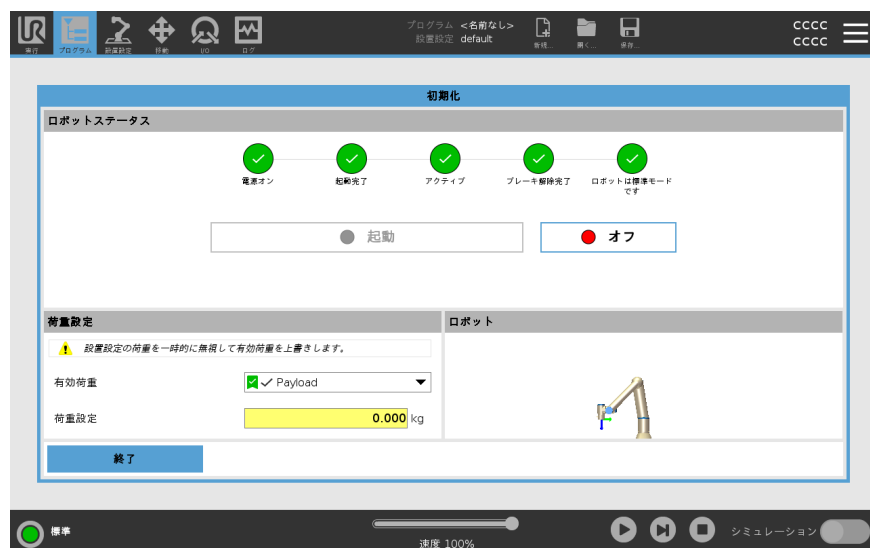 プログラム <名前なし>
設置設定 default
CCCC
CCCC
実行
プログラム
設置設定
移動
I/O
ログ
新規...
開く...
保存...
初期化
ロボットステータス
電源オン
起動完了
アクティブ
ブレーキ解除完了
ロボットは標準モード
です
起動
オフ
荷重設定
ロボット
設置設定の荷重を一時的に無視して有効荷重を上書きします。
有効荷重
Payload
荷重設定
0.000 kg
終了
標準
速度 100%
シミュレーション